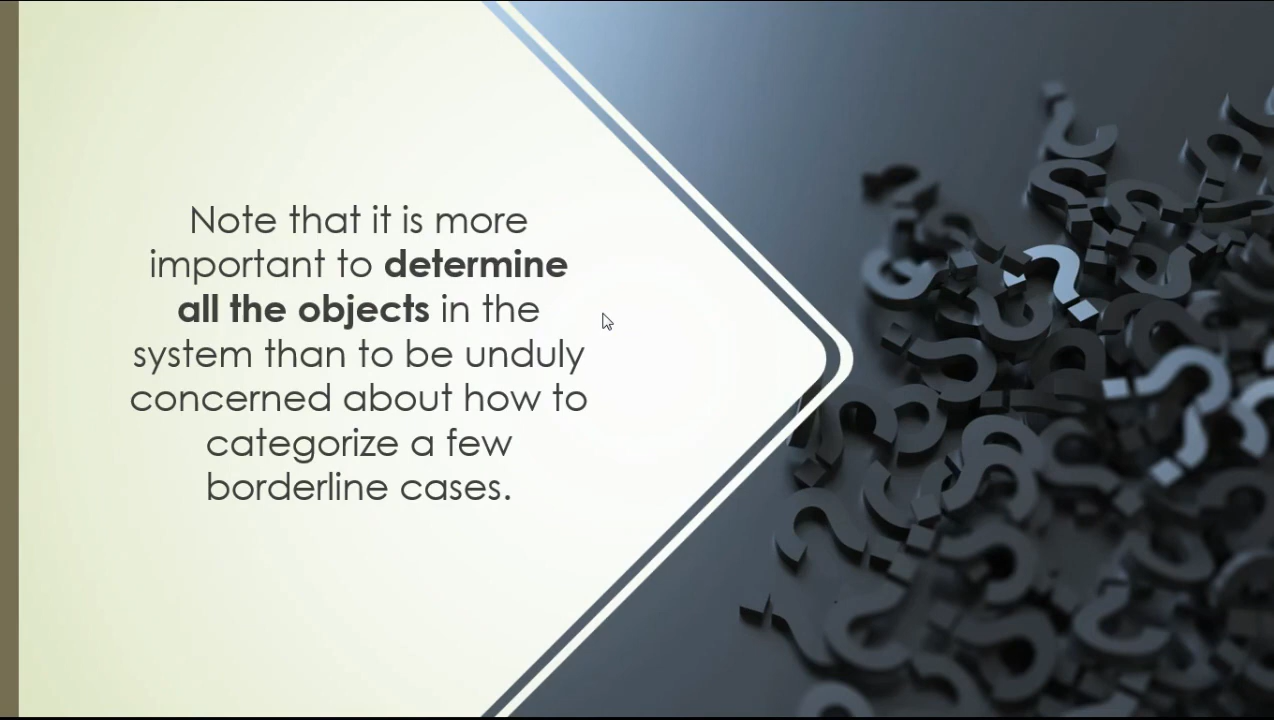 Note that it is more
important to determine
all the objects in the
system than to be unduly
concerned about how to
categorize a few
borderline cases.